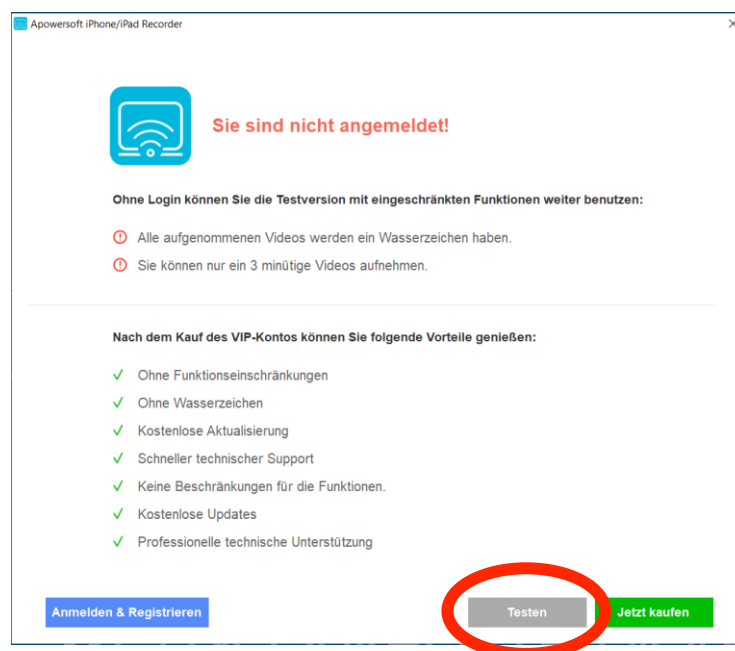 Apowersoft iPhone/iPad Recorder
Sie sind nicht angemeldet!
Ohne Login können Sie die Testversion mit eingeschränkten Funktionen weiter benutzen:
Alle aufgenommenen Videos werden ein Wasserzeichen haben.
Sie können nur ein 3 minütige Videos aufnehmen.
Nach dem Kauf des VIP-Kontos können Sie folgende Vorteile genießen:
Ohne Funktionseinschränkungen
Ohne Wasserzeichen
Kostenlose Aktualisierung
Schneller technischer Support
Keine Beschränkungen für die Funktionen.
Kostenlose Updates
Professionelle technische Unterstützung
Anmelden & Registrieren Testen Jetzt kaufen